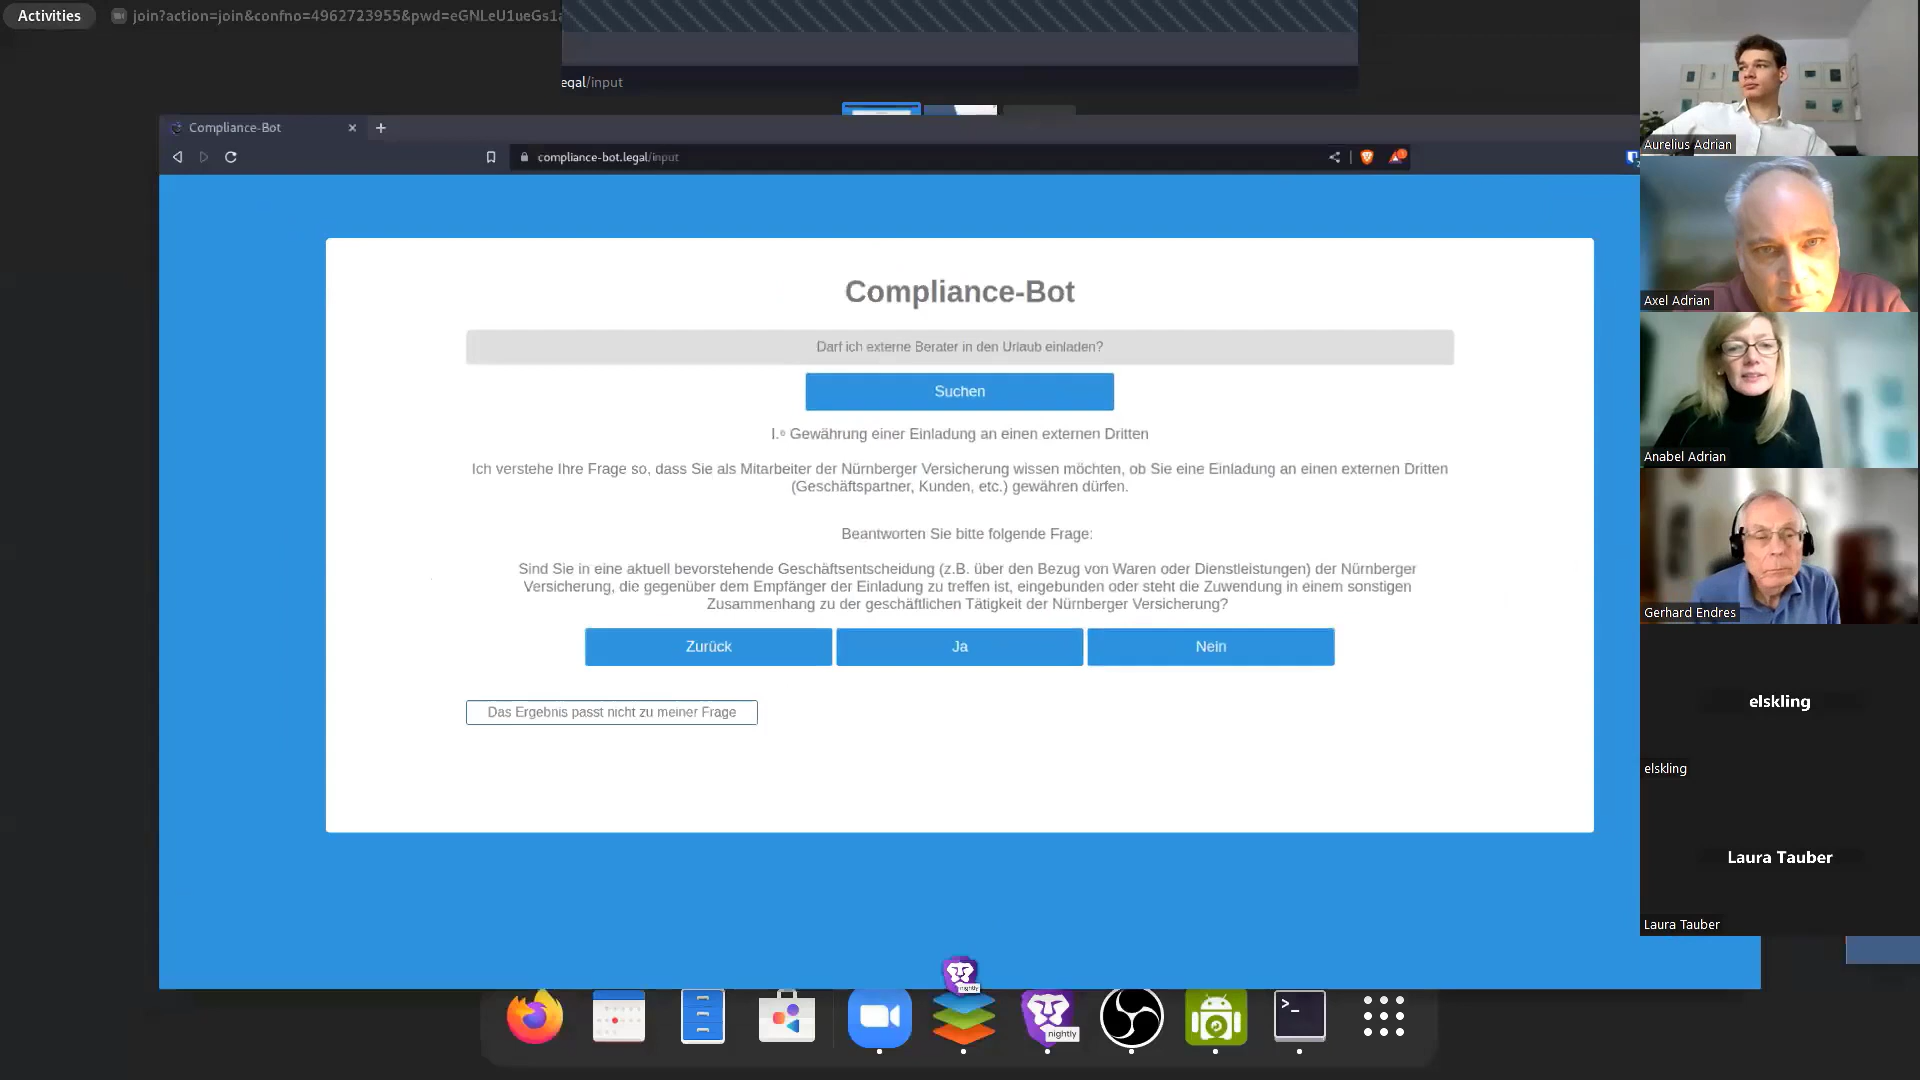 Activities
join?action=join&confno=4962723955&pwd=eGNLeU1ueGs1
egal/input
Compliance-Bot
compliance-bot.legal/input
Compliance-Bot
Darf ich externe Berater in den Urlaub einladen?
Suchen
Gewährung einer Einladung an einen externen Dritten
Ich verstehe Ihre Frage so, dass Sie als Mitarbeiter der Nürnberger Versicherung wissen möchten, ob Sie eine Einladung an einen externen Dritten
(Geschäftspartner, Kunden, etc.) gewähren dürfen.
Beantworten Sie bitte folgende Frage:
Sind Sie in eine aktuell bevorstehende Geschäftsentscheidung (z.B. über den Bezug von Waren oder Dienstleistungen) der Nürnberger
Versicherung, die gegenüber dem Empfänger der Einladung zu treffen ist, eingebunden oder steht die Zuwendung in einem sonstigen
Zusammenhang zu der geschäftlichen Tätigkeit der Nürnberger Versicherung?
Zurück
Ja
Nein
Das Ergebnis passt nicht zu meiner Frage
Aurelius Adrian
Axel Adrian
Anabel Adrian
Gerhard Endres
elskling
elskling
Laura Tauber
Laura Tauber
nightly
nightly
>_